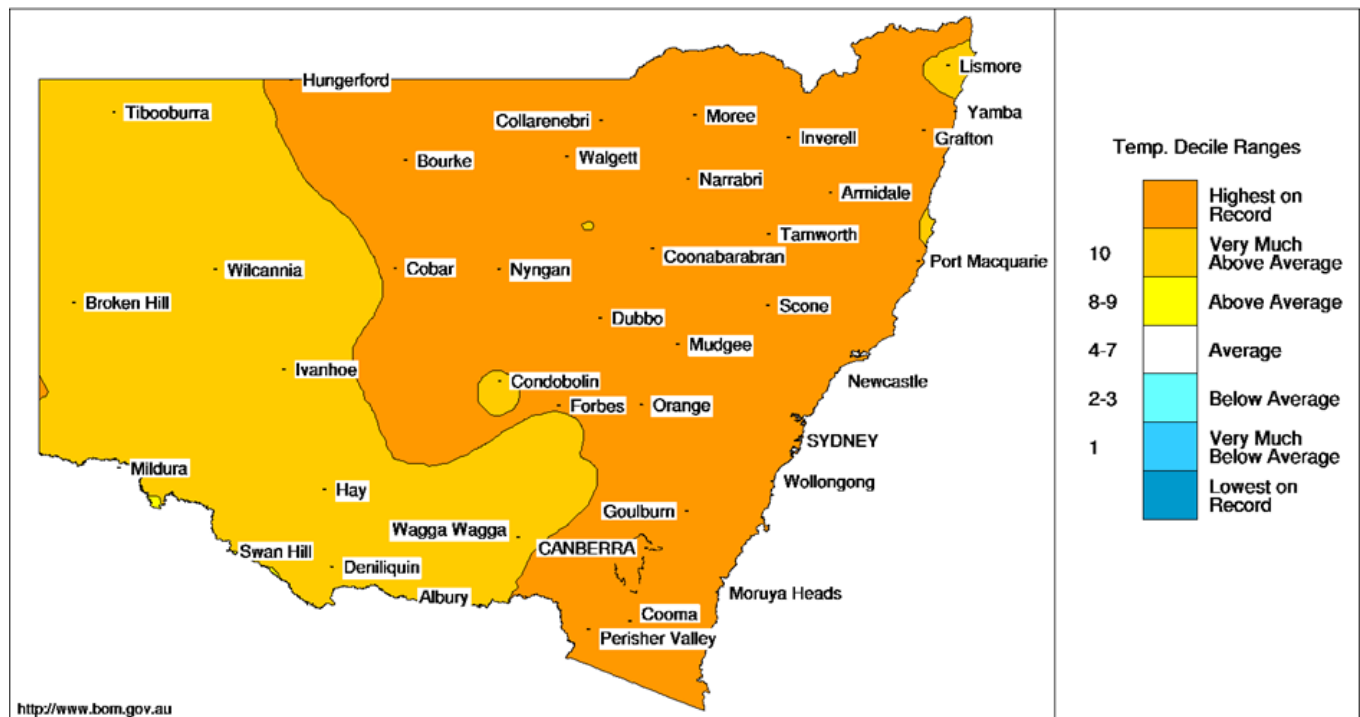 Hungerford
Lismore
Tibooburra
Collarenebri
Moree
Yamba
Inverell
Grafton
Bourke
Walgett
Narrabri
Armidale
Tamworth
Coonabarabran
Port Macquarie
Wilcannia
Cobar
Nyngan
Broken Hill
Scone
Dubbo
Mudgee
Ivanhoe
Condobolin
Newcastle
Forbes
Orange
SYDNEY
Mildura
Hay
Wollongong
Goulburn
Wagga Wagga
CANBERRA
Swan Hill
Deniliquin
Albury
Moruya Heads
Cooma
Perisher Valley
http://www.bom.gov.au
Temp. Decile Ranges
Highest on
Record
10 Very Much
Above Average
8-9 Above Average
4-7 Average
2-3 Below Average
1 Very Much
Below Average
Lowest on
Record